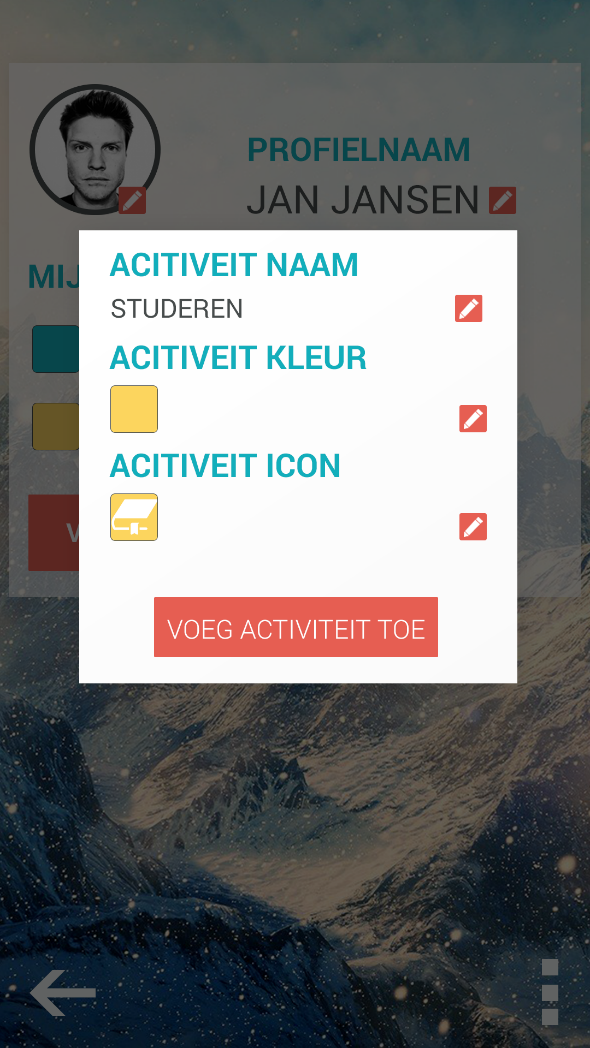 PROFIELNAAM
JAN JANSEN
ACITIVEIT NAAM
STUDEREN
ACITIVEIT KLEUR
ACITIVEIT ICON
VOEG ACTIVITEIT TOE